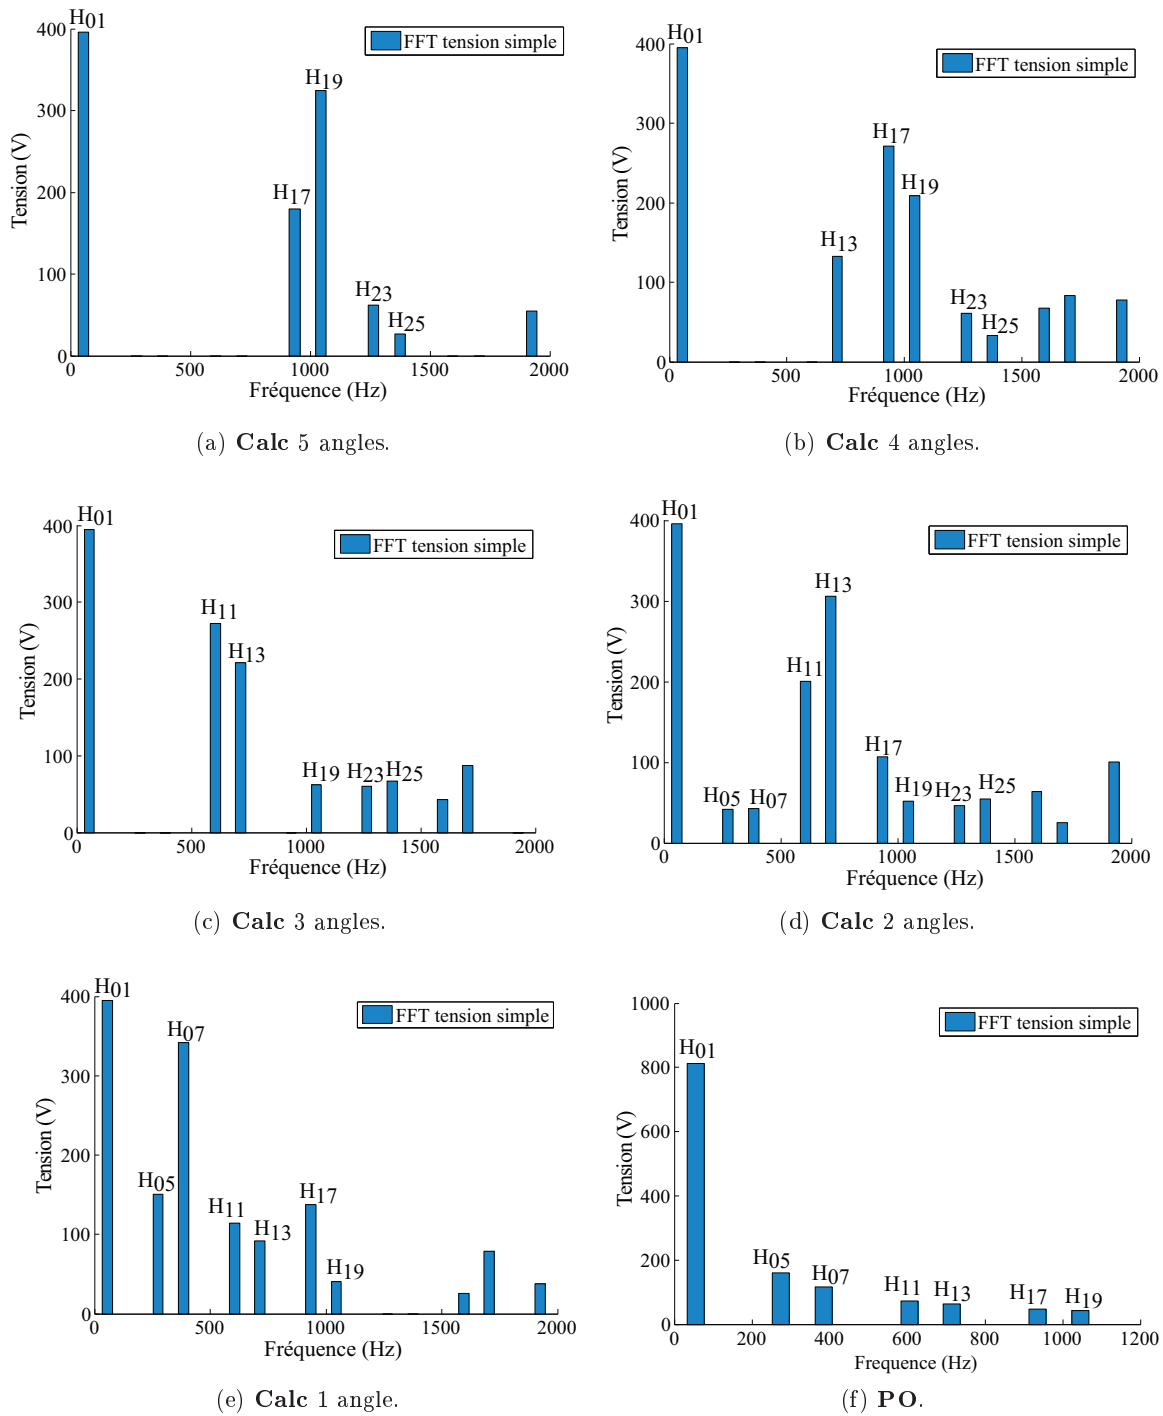 H01
400
300
200
100
0
Tension (V)
H17
H19
H23
H25
FFT tension simple
0 500 1000 1500 2000
Fréquence (Hz)
(a) Calc 5 angles.
H01
400
300
200
100
0
Tension (V)
H13
H17
H19
H23
H25
FFT tension simple
0 500 1000 1500 2000
Fréquence (Hz)
(b) Calc 4 angles.
H01
400
300
200
100
0
Tension (V)
H11
H13
H19
H23
H25
FFT tension simple
0 500 1000 1500 2000
Fréquence (Hz)
(c) Calc 3 angles.
H01
400
300
200
100
0
Tension (V)
H05
H07
H11
H13
H17
H19
H23
H25
FFT tension simple
0 500 1000 1500 2000
Fréquence (Hz)
(d) Calc 2 angles.
H01
400
300
200
100
0
Tension (V)
H05
H07
H11
H13
H17
H19
FFT tension simple
0 500 1000 1500 2000
Fréquence (Hz)
(e) Calc 1 angle.
1000
800
600
400
200
0
Tension (V)
H01
H05
H07
H11
H13
H17
H19
FFT tension simple
0 200 400 600 800 1000 1200
Frequence (Hz)
(f) PO.